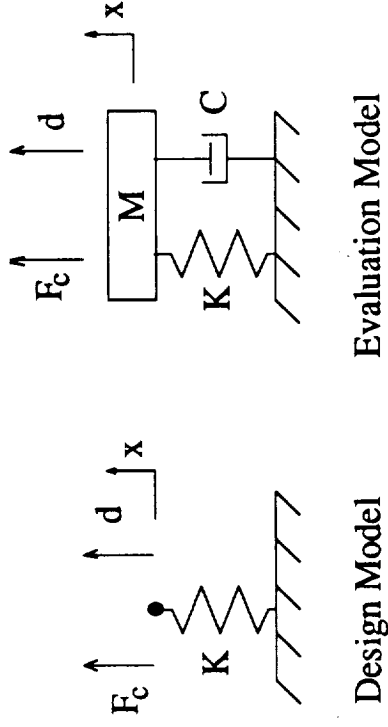 F_c d
x
K
Design Model
F_c d
x
M
K C
Evaluation Model